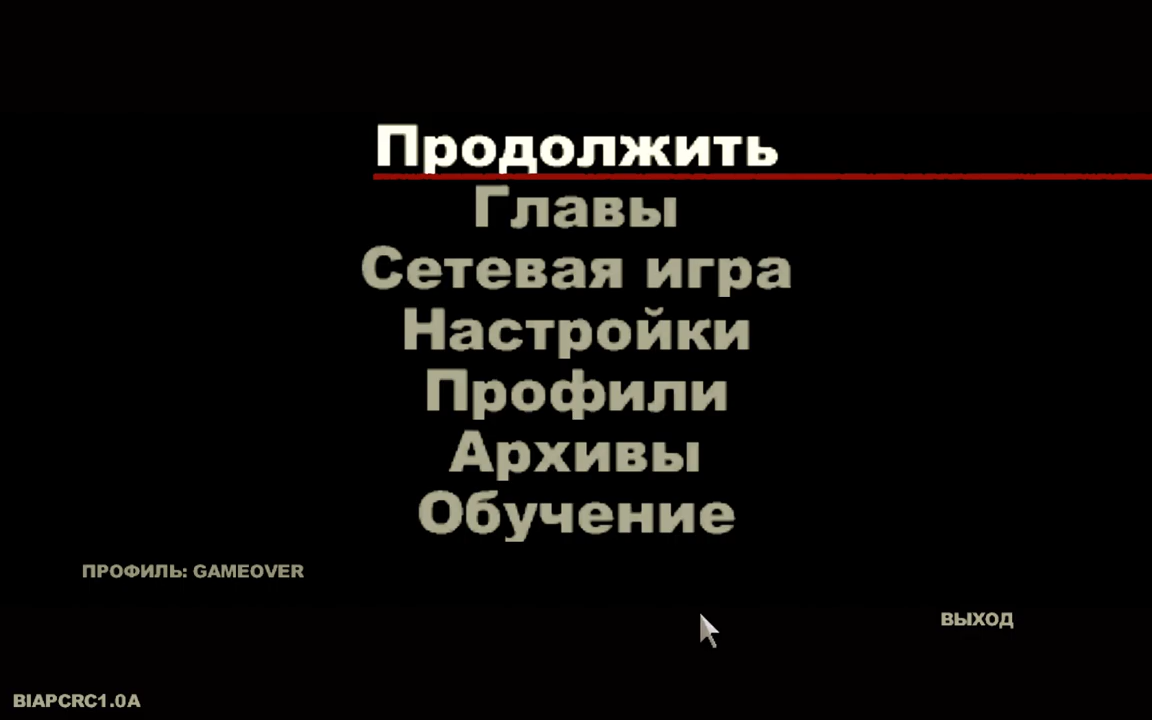 Продолжить
Главы
Сетевая игра
Настройки
Профили
Архивы
Обучение
ПРОФИЛЬ: GAMEOVER
ВЫХОД
BIAPCRC1.0A